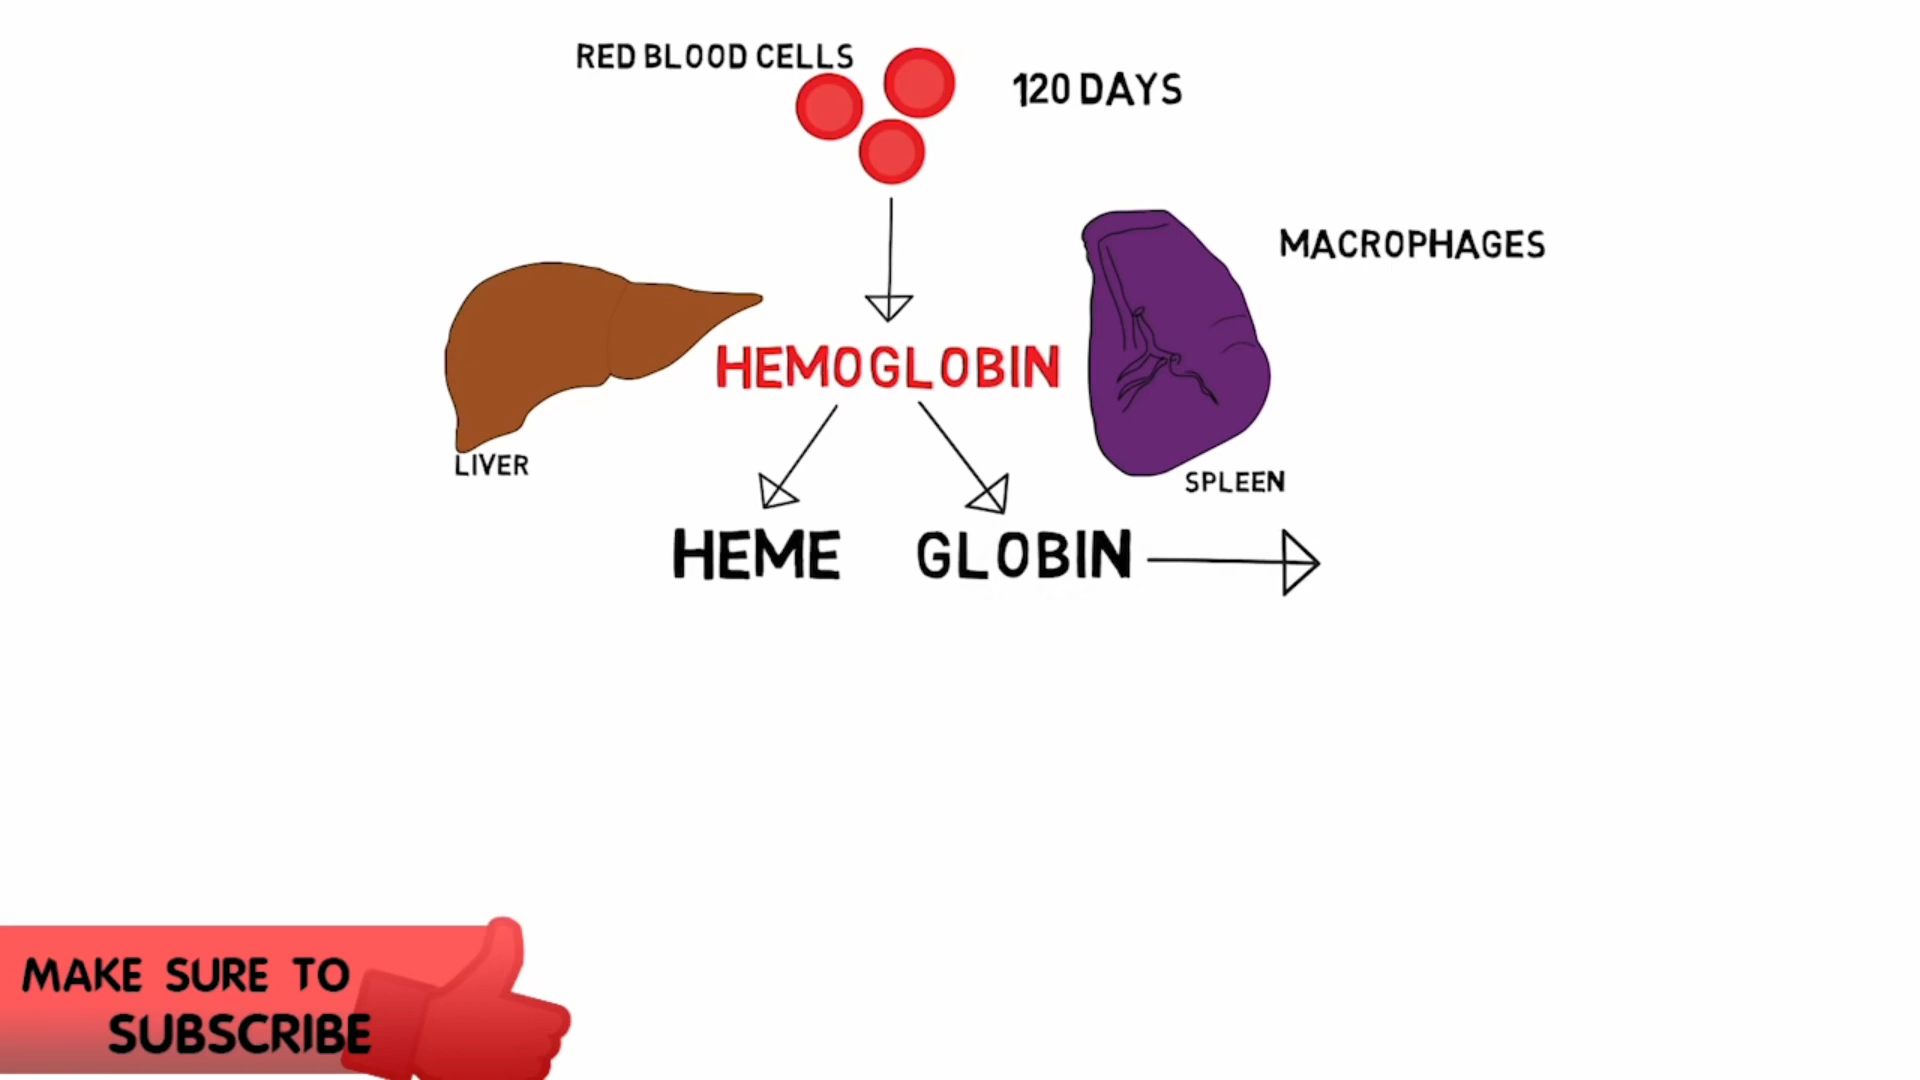 RED BLOOD CELLS
120 DAYS
MACROPHAGES
HEMOGLOBIN
LIVER
SPLEEN
HEME
GLOBIN
MAKE SURE TO
SUBSCRIBE